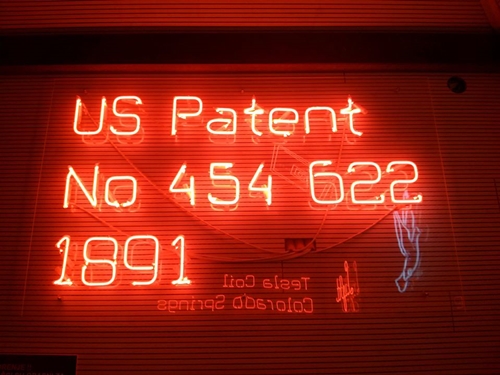 US Patent
No 454 622
1891
Tesla Coil
Colorado Springs